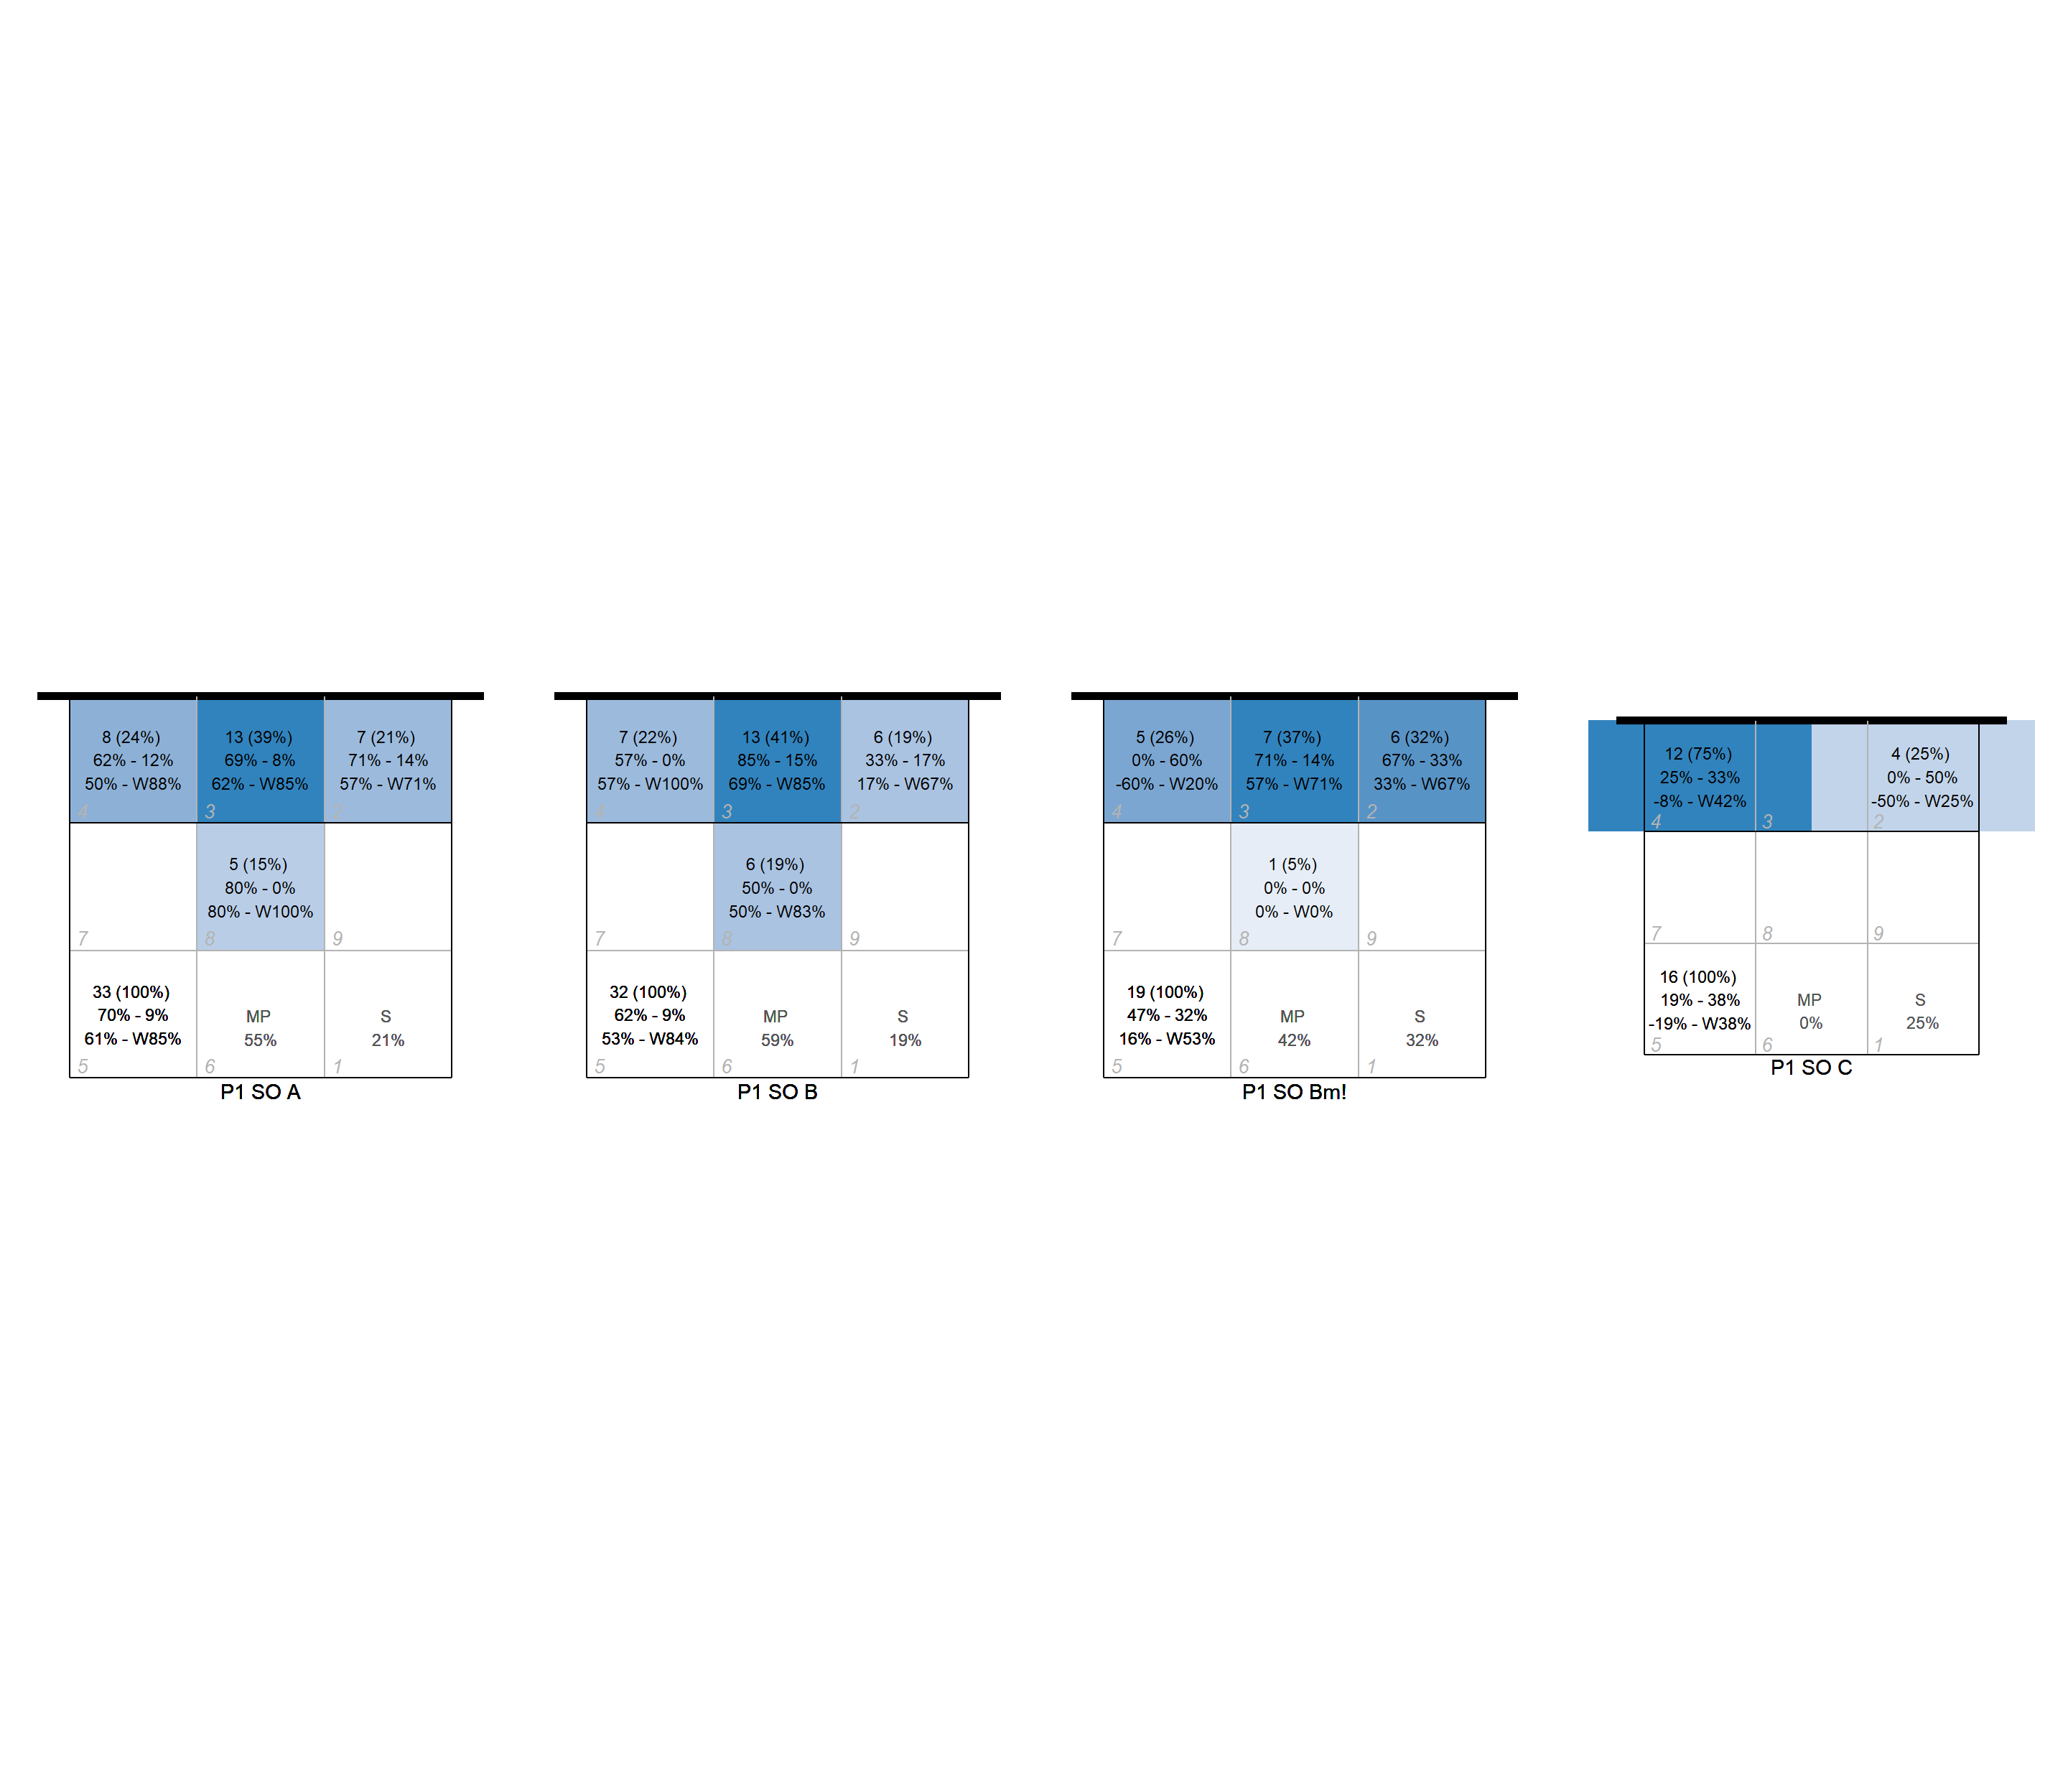 8 (24%)
62% - 12%
50% - W88%
4
13 (39%)
69% - 8%
62% - W85%
3
7 (21%)
71% - 14%
57% - W71%
5 (15%)
80% - 0%
80% - W100%
7
8
9
33 (100%)
70% - 9%
61% - W85%
5
MP
55%
6
S
21%
1
P1 SO A
7 (22%)
57% - 0%
57% - W100%
4
13 (41%)
85% - 15%
69% - W85%
3
6 (19%)
33% - 17%
17% - W67%
2
6 (19%)
50% - 0%
50% - W83%
7
8
9
32 (100%)
62% - 9%
53% - W84%
5
MP
59%
6
S
19%
1
P1 SO B
5 (26%)
0% - 60%
-60% - W20%
4
7 (37%)
71% - 14%
57% - W71%
3
6 (32%)
67% - 33%
33% - W67%
2
1 (5%)
0% - 0%
0% - W0%
7
8
9
19 (100%)
47% - 32%
16% - W53%
5
MP
42%
6
S
32%
1
P1 SO Bm!
12 (75%)
25% - 33%
-8% - W42%
4
3
4 (25%)
0% - 50%
-50% - W25%
2
7
8
9
16 (100%)
19% - 38%
-19% - W38%
5
MP
0%
6
S
25%
1
P1 SO C